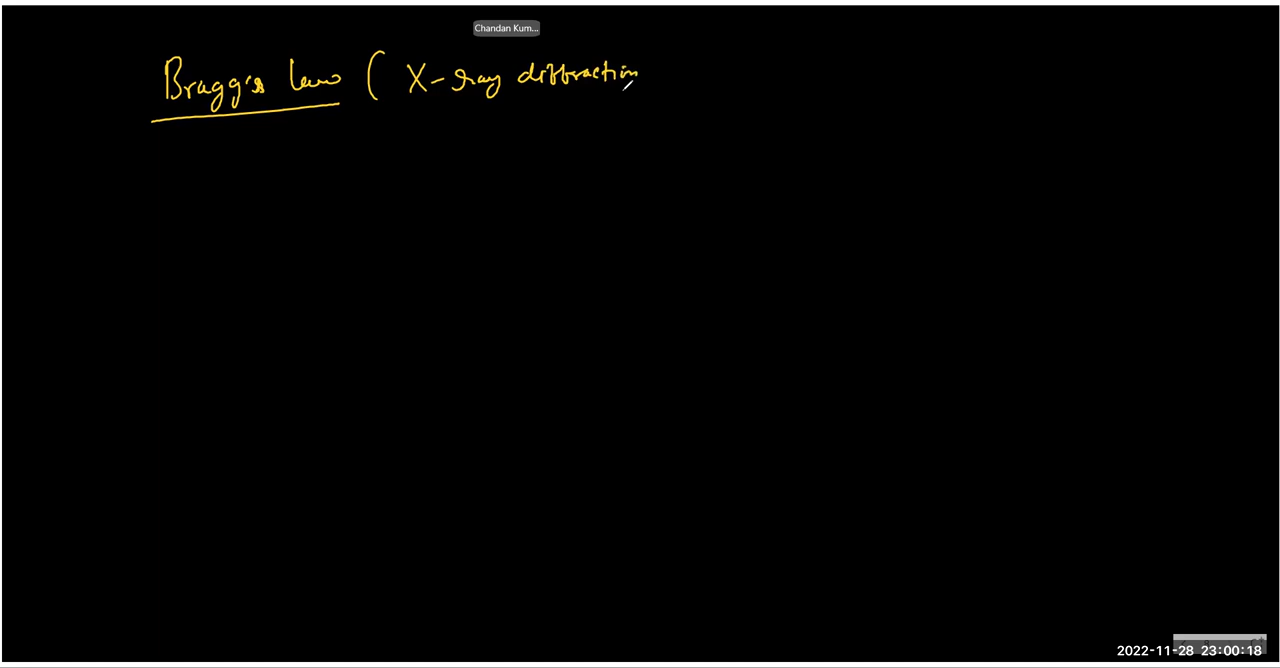 Chandan Kum...
Bragg's law ( X-ray diffraction
2022-11-28 23:00:18